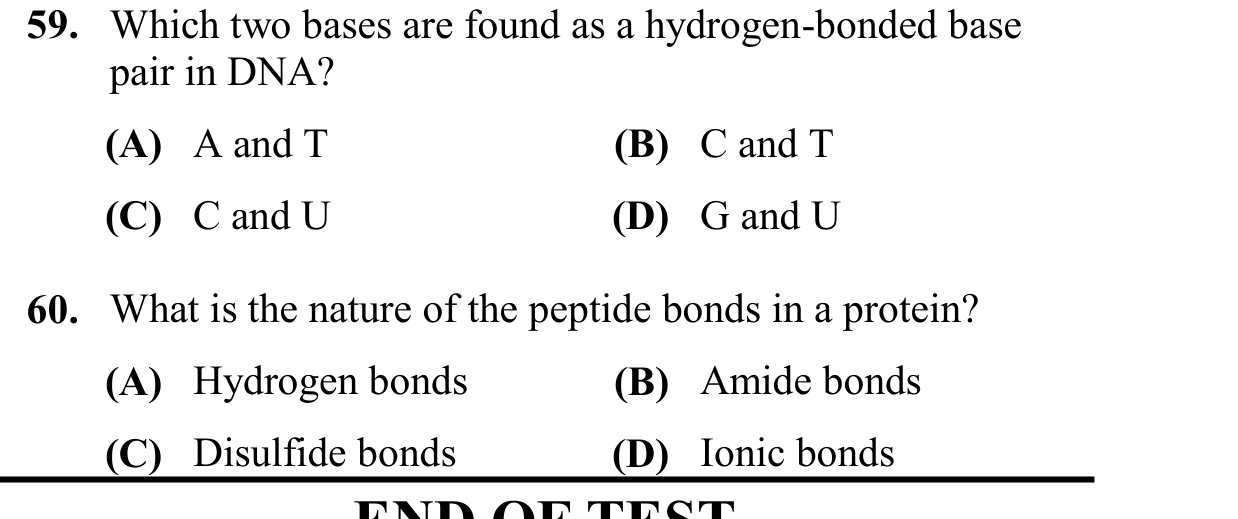 59. Which two bases are found as a hydrogen-bonded base
pair in DNA?
(A) A and T (B) C and T
(C) C and U (D) G and U
60. What is the nature of the peptide bonds in a protein?
(A) Hydrogen bonds (B) Amide bonds
(C) Disulfide bonds (D) Ionic bonds
END OF TEST